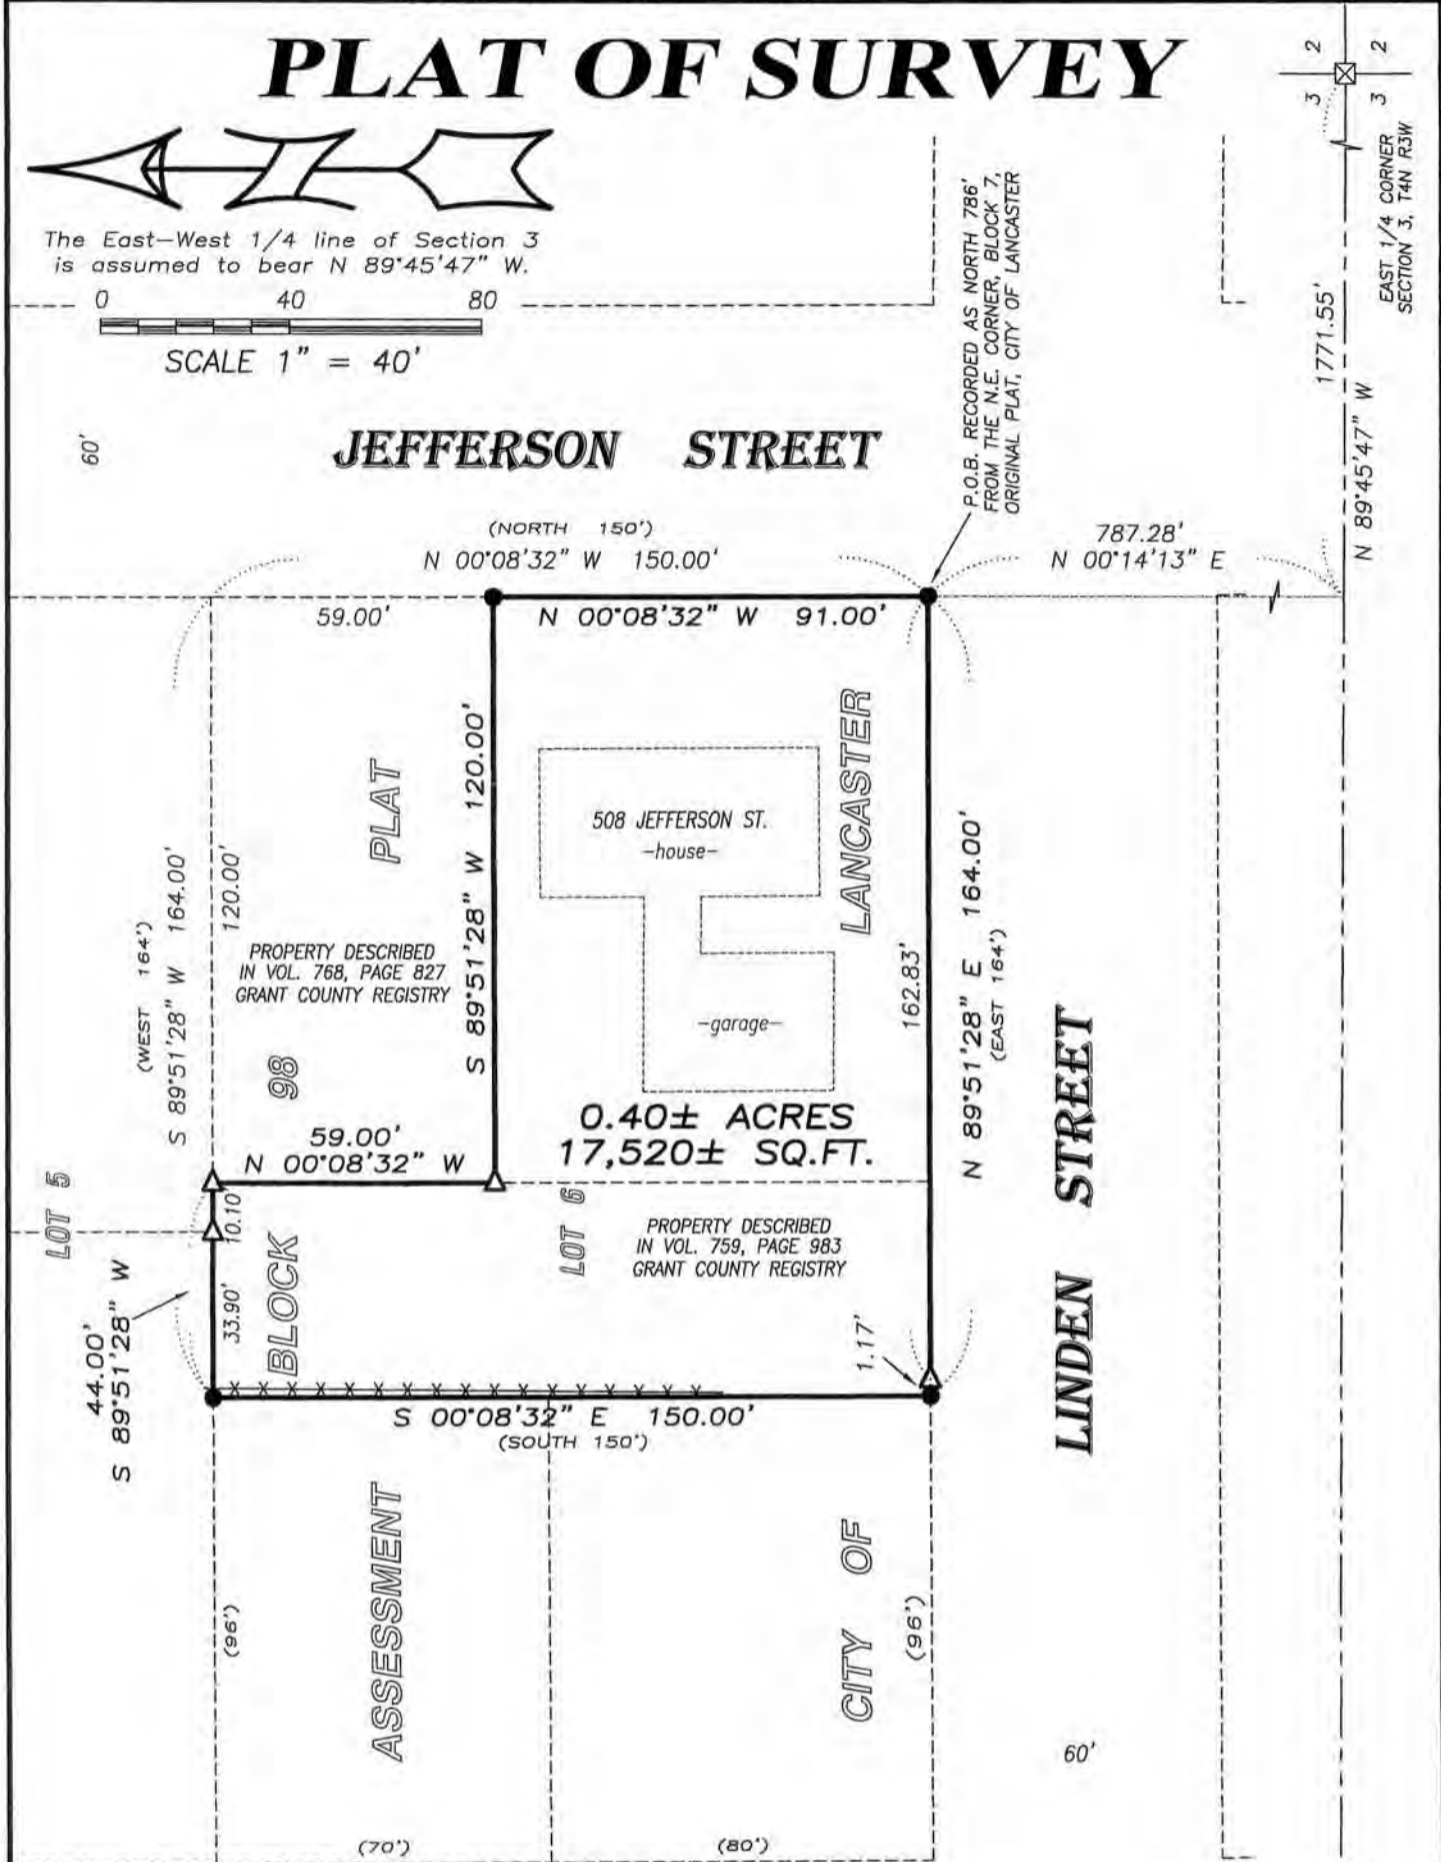 PLAT OF SURVEY
2
2
3
3
EAST 1/4 CORNER
SECTION 3, T4N R3W
N
The East-West 1/4 line of Section 3
is assumed to bear N 89°45'47" W.
0 40 80
SCALE 1" = 40'
P.O.B. RECORDED AS NORTH 786'
FROM THE N.E. CORNER, BLOCK 7,
ORIGINAL PLAT, CITY OF LANCASTER
1771.55'
N 89°45'47" W
60'
JEFFERSON STREET
(NORTH 150')
N 00°08'32" W 150.00'
787.28'
N 00°14'13" E
59.00'
N 00°08'32" W 91.00'
PLAT
S 89°51'28" W 120.00'
508 JEFFERSON ST.
-house-
LANCASTER
(WEST 164')
S 89°51'28" W 164.00'
120.00'
PROPERTY DESCRIBED
IN VOL. 768, PAGE 827
GRANT COUNTY REGISTRY
-garage-
162.83'
N 89°51'28" E 164.00'
(EAST 164')
LINDEN STREET
98
0.40± ACRES
17,520± SQ.FT.
59.00'
N 00°08'32" W
LOT 5
10.10'
LOT 6
PROPERTY DESCRIBED
IN VOL. 759, PAGE 983
GRANT COUNTY REGISTRY
BLOCK
33.90'
44.00'
S 89°51'28" W
1.17'
X X X X X X X X X X X X X X X X X
S 00°08'32" E 150.00'
(SOUTH 150')
ASSESSMENT
CITY OF
(96')
(96')
60'
(70')
(80')